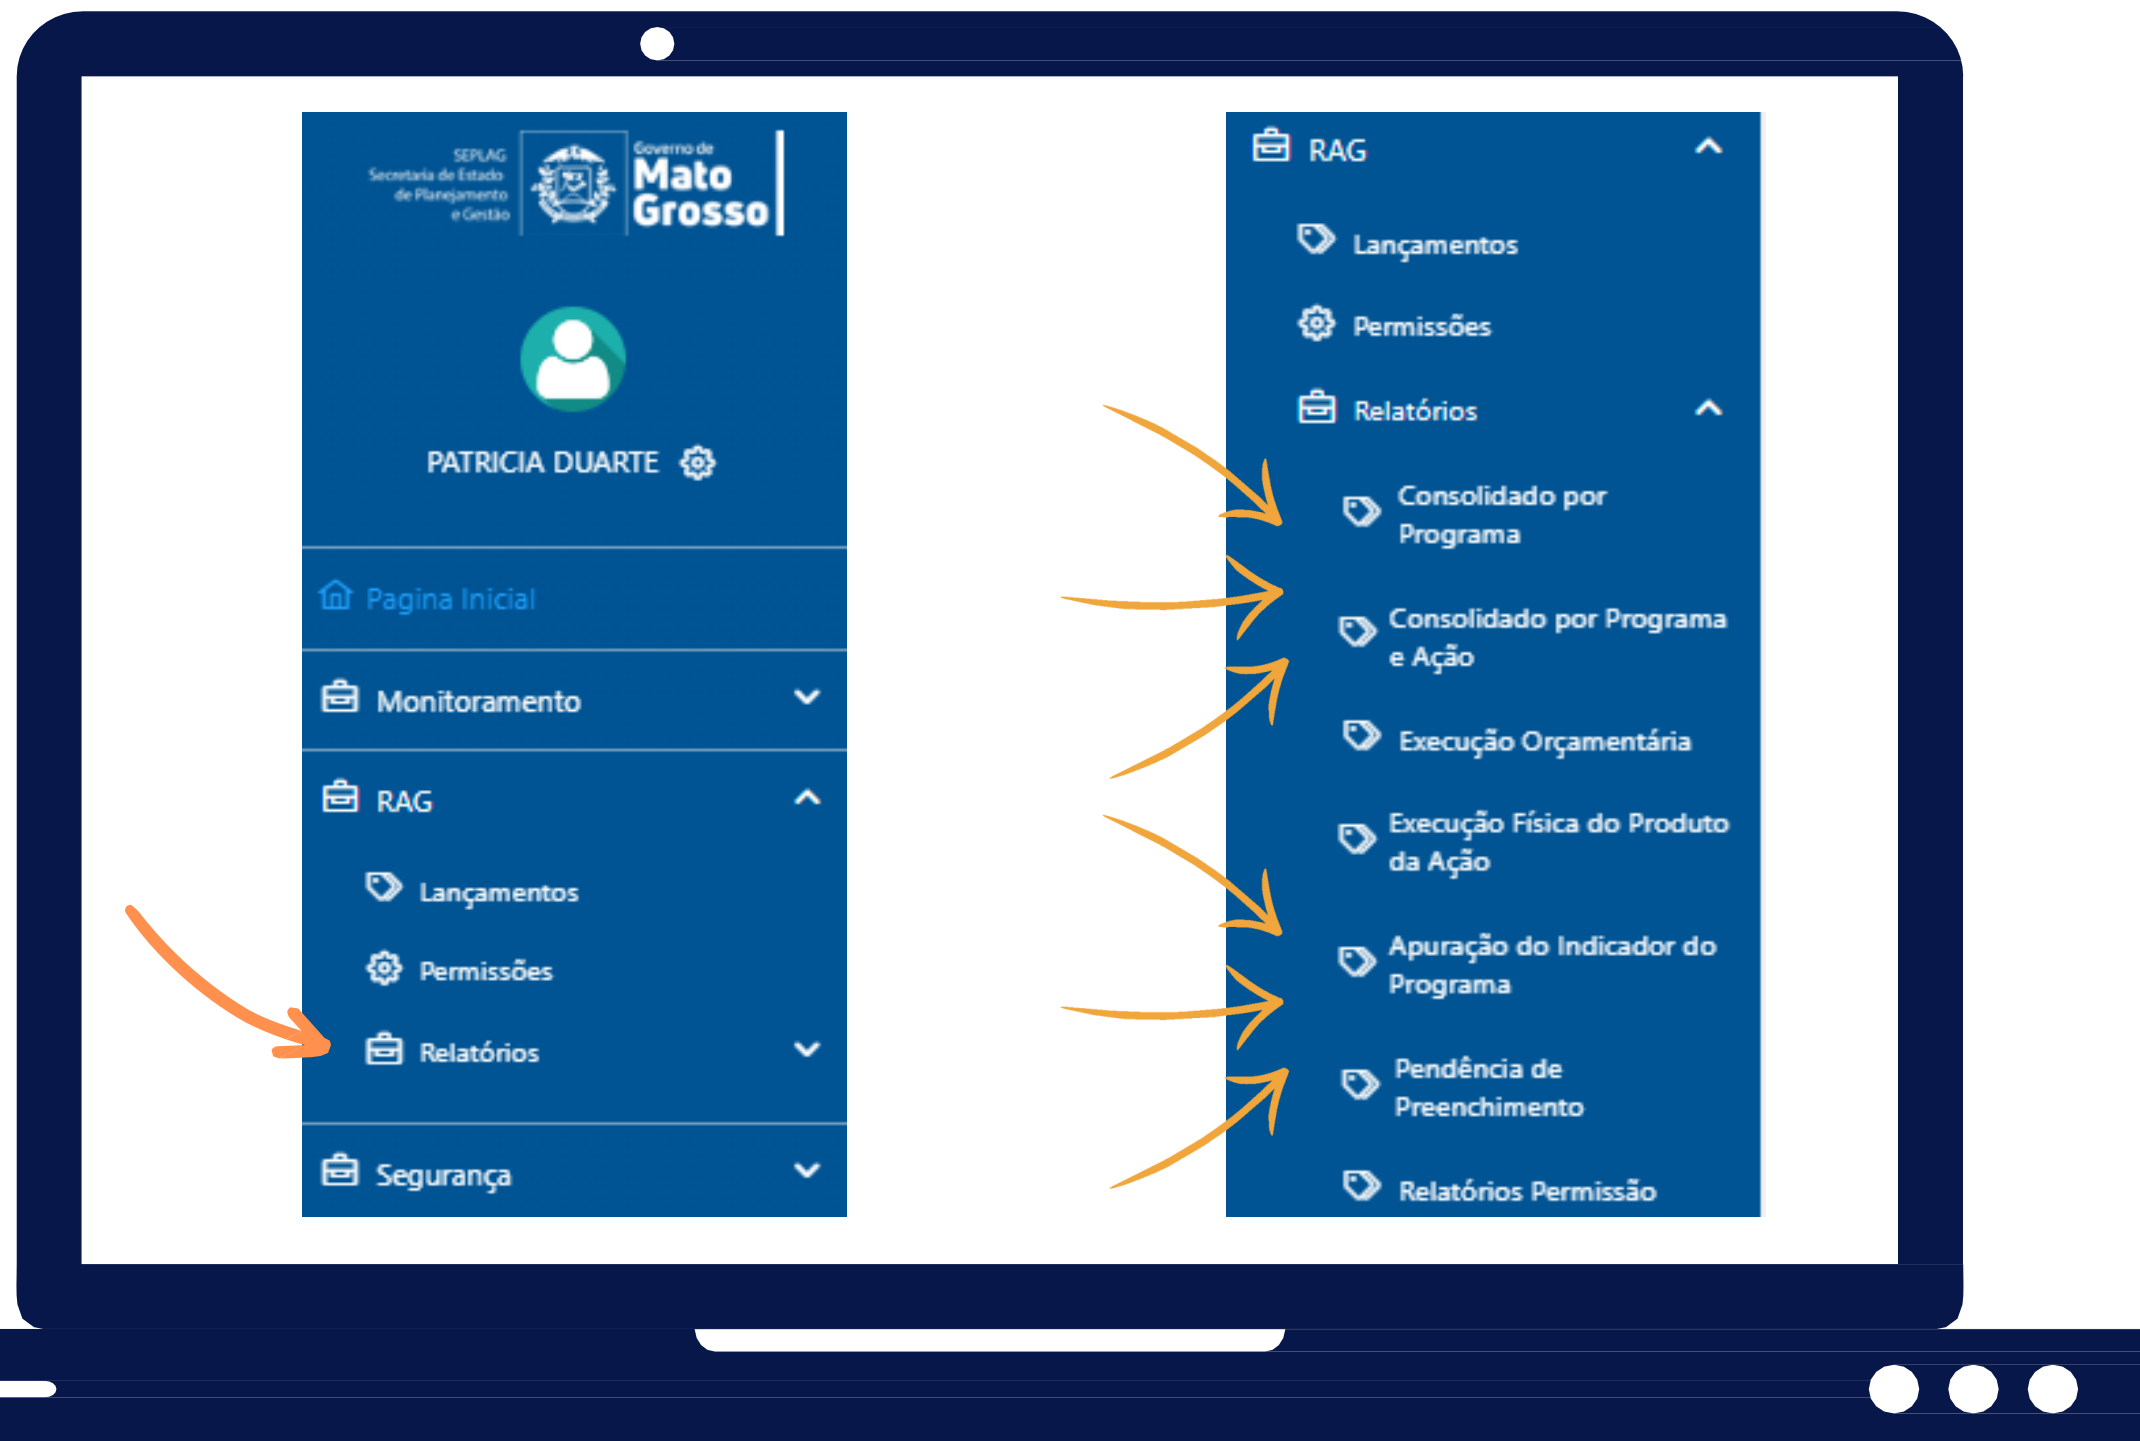 SEPLAG
Secretaria de Estado
de Planejamento
e Gestão
Governo de
Mato
Grosso
PATRICIA DUARTE
Pagina Inicial
Monitoramento
RAG
Lançamentos
Permissões
Relatórios
Segurança
RAG
Lançamentos
Permissões
Relatórios
Consolidado por
Programa
Consolidado por Programa
e Ação
Execução Orçamentária
Execução Física do Produto
da Ação
Apuração do Indicador do
Programa
Pendência de
Preenchimento
Relatórios Permissão